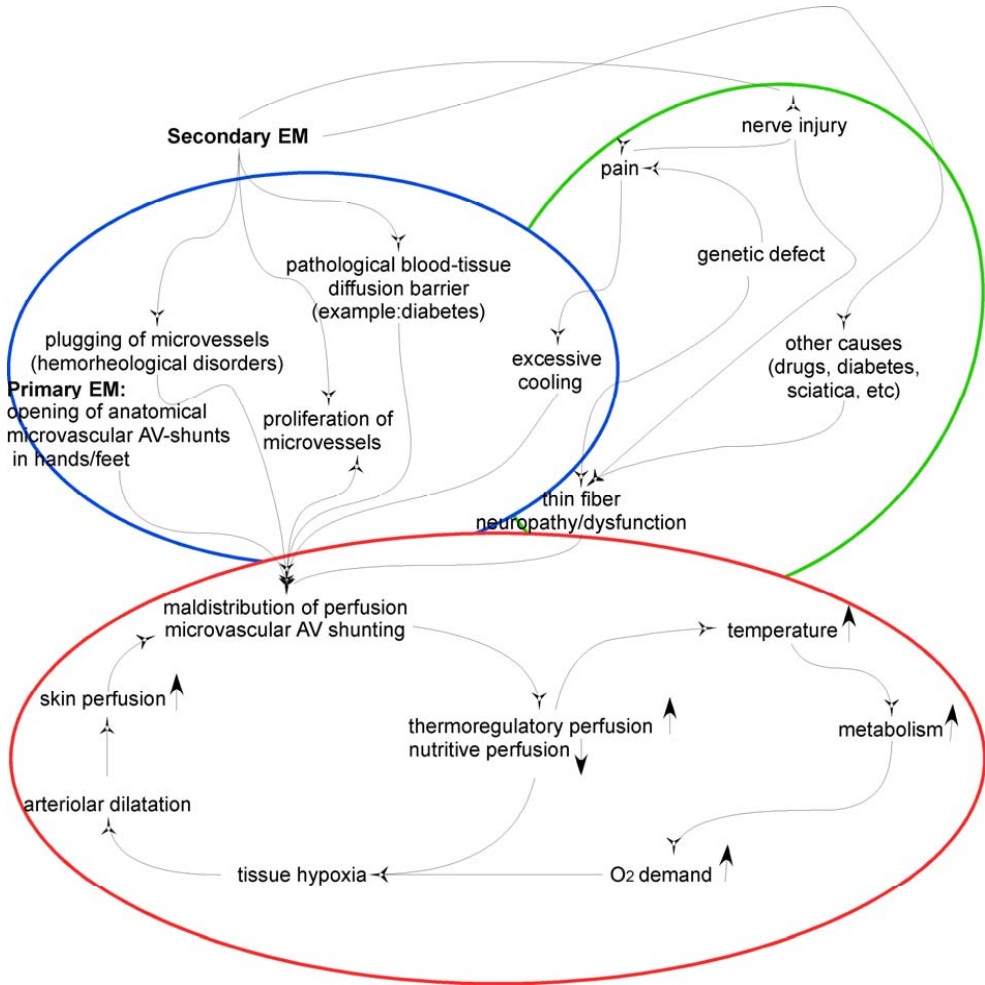 Secondary EM
nerve injury
pain
genetic defect
pathological blood-tissue
diffusion barrier
(example:diabetes)
plugging of microvessels
(hemorheological disorders)
excessive
cooling
other causes
(drugs, diabetes,
sciatica, etc)
Primary EM:
opening of anatomical
microvascular AV-shunts
in hands/feet
proliferation of
microvessels
thin fiber
neuropathy/dysfunction
maldistribution of perfusion
microvascular AV shunting
temperature
skin perfusion
thermoregulatory perfusion
nutritive perfusion
metabolism
arteriolar dilatation
tissue hypoxia
O2 demand